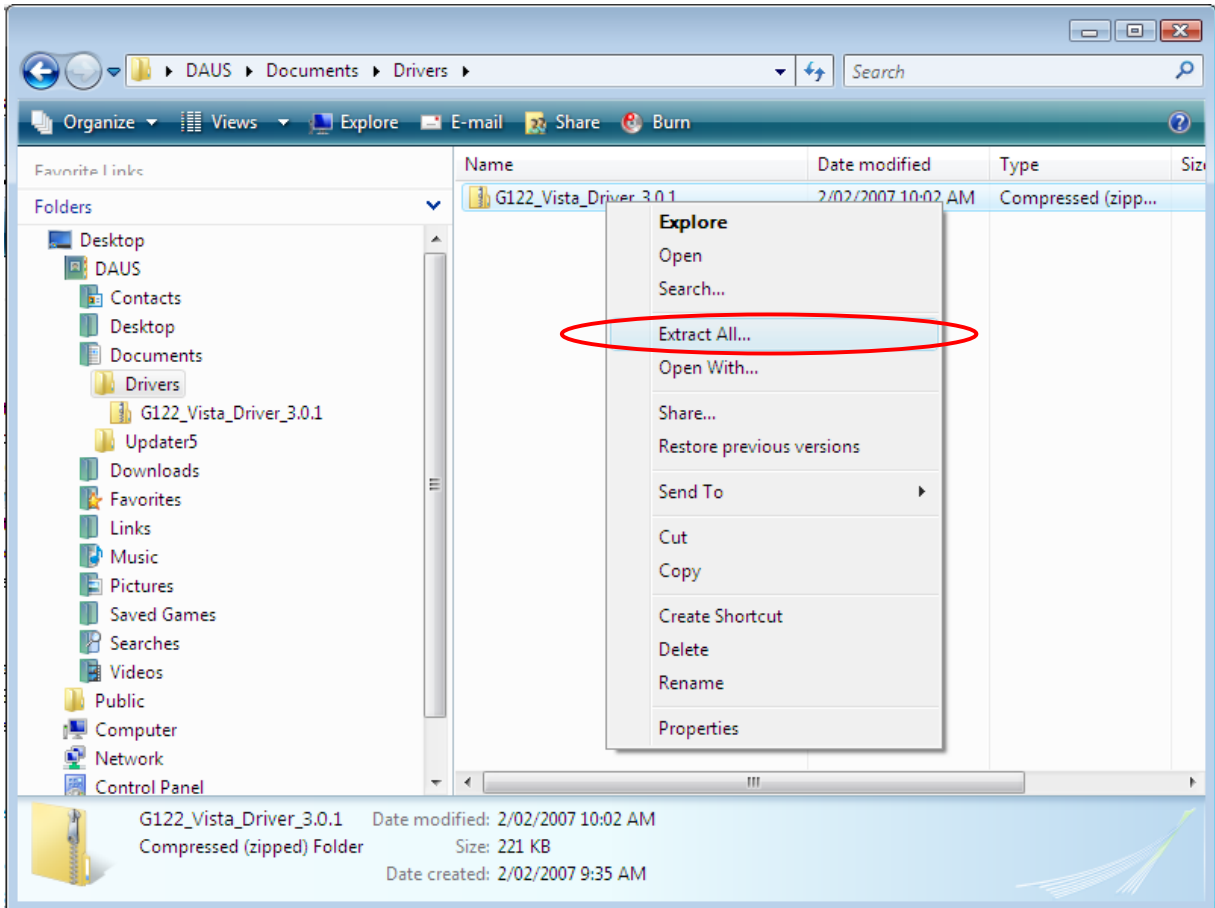 DAUS Documents Drivers
Search
Organize Views Explore E-mail Share Burn
Favorite Links
Folders
Desktop
DAUS
Contacts
Desktop
Documents
Drivers
G122_Vista_Driver_3.0.1
Updater5
Downloads
Favorites
Links
Music
Pictures
Saved Games
Searches
Videos
Public
Computer
Network
Control Panel
Name Date modified Type Siz
G122_Vista_Driver_3.0.1 2/02/2007 10:02 AM Compressed (zipp...
Explore
Open
Search...
Extract All...
Open With...
Share...
Restore previous versions
Send To
Cut
Copy
Create Shortcut
Delete
Rename
Properties
G122_Vista_Driver_3.0.1 Date modified: 2/02/2007 10:02 AM
Compressed (zipped) Folder Size: 221 KB
Date created: 2/02/2007 9:35 AM